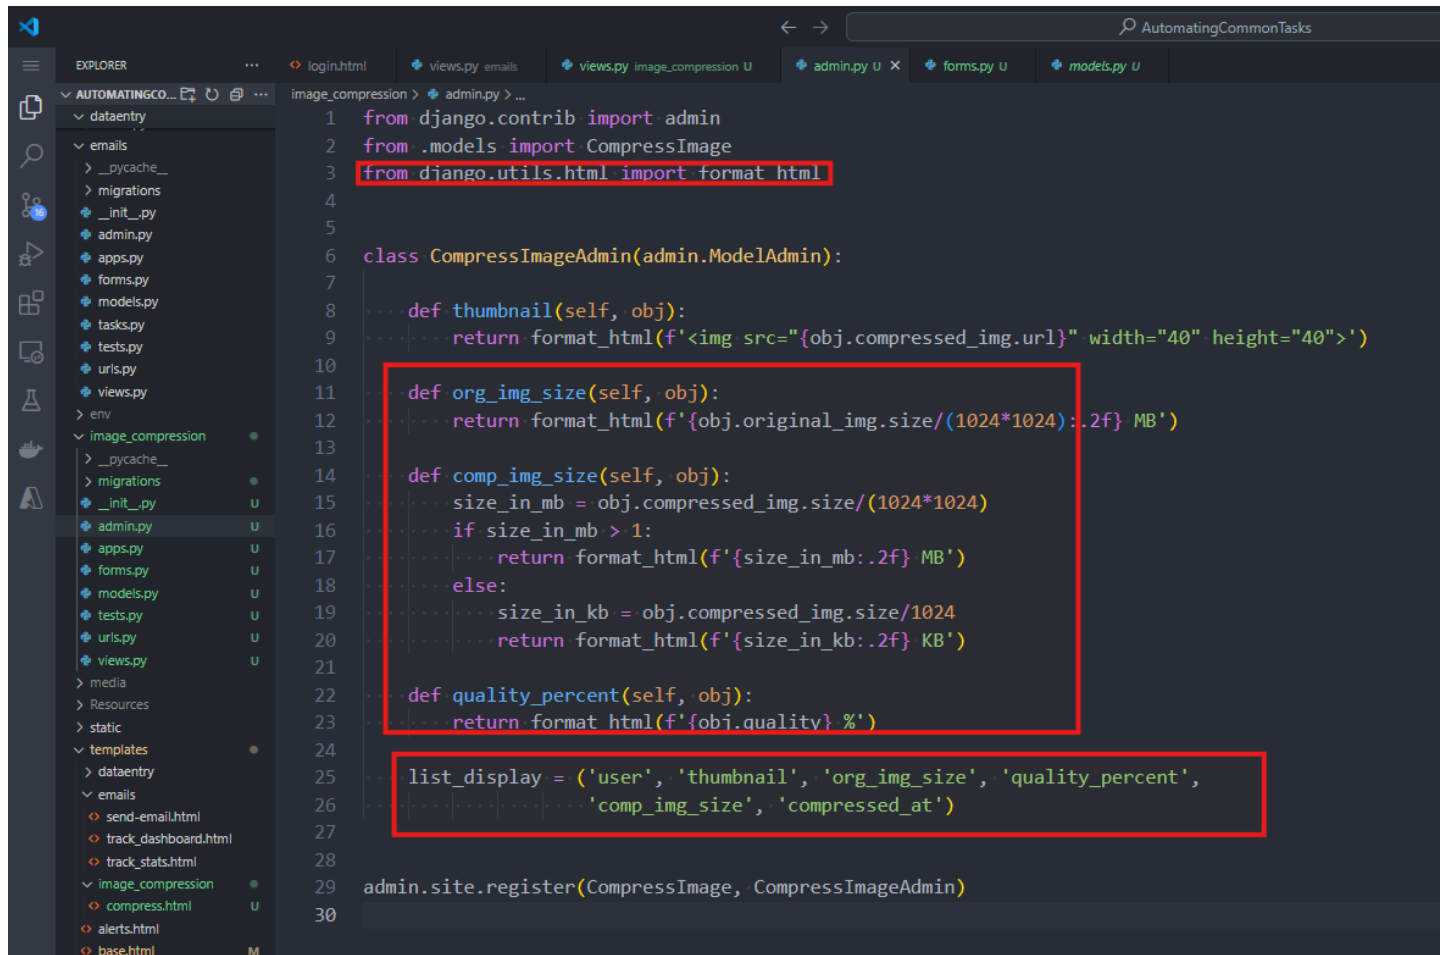 AutomatingCommonTasks
EXPLORER
login.html
views.py emails
views.py image_compression U
admin.py U
forms.py U
models.py U
AUTOMATINGCO...
image_compression > admin.py > ...
dataentry
emails
__pycache__
migrations
__init__.py
admin.py
apps.py
forms.py
models.py
tasks.py
tests.py
urls.py
views.py
env
image_compression
__pycache__
migrations
__init__.py U
admin.py U
apps.py U
forms.py U
models.py U
tests.py U
urls.py U
views.py U
media
Resources
static
templates
dataentry
emails
send-email.html
track_dashboard.html
track_stats.html
image_compression
compress.html U
alerts.html
base.html M
16
1 from django.contrib import admin
2 from .models import CompressImage
3 from django.utils.html import format_html
4
5
6 class CompressImageAdmin(admin.ModelAdmin):
7
8 def thumbnail(self, obj):
9 return format_html(f'<img src="{obj.compressed_img.url}" width="40" height="40">')
10
11 def org_img_size(self, obj):
12 return format_html(f'{obj.original_img.size/(1024*1024):.2f} MB')
13
14 def comp_img_size(self, obj):
15 size_in_mb = obj.compressed_img.size/(1024*1024)
16 if size_in_mb > 1:
17 return format_html(f'{size_in_mb:.2f} MB')
18 else:
19 size_in_kb = obj.compressed_img.size/1024
20 return format_html(f'{size_in_kb:.2f} KB')
21
22 def quality_percent(self, obj):
23 return format_html(f'{obj.quality} %')
24
25 list_display = ('user', 'thumbnail', 'org_img_size', 'quality_percent',
26 'comp_img_size', 'compressed_at')
27
28
29 admin.site.register(CompressImage, CompressImageAdmin)
30